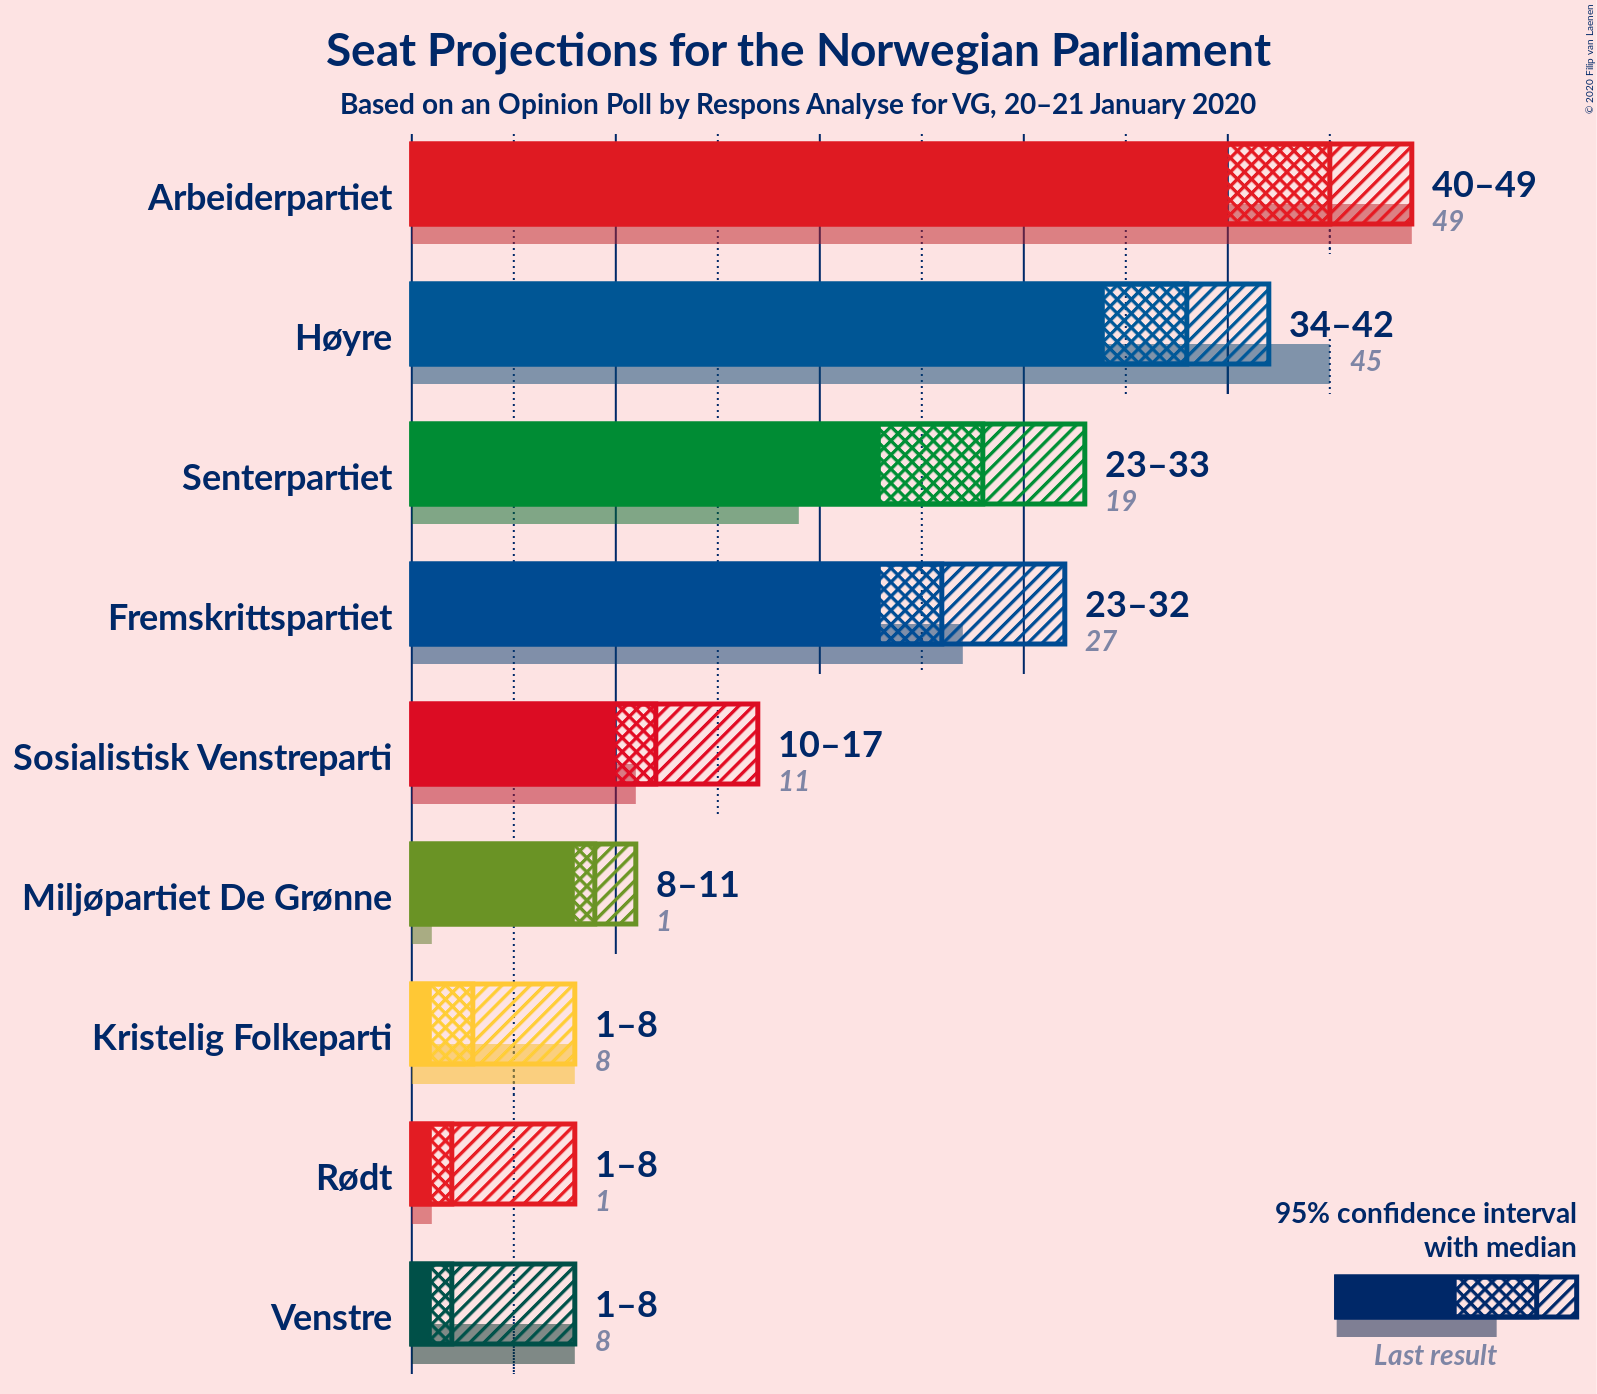 Seat Projections for the Norwegian Parliament
Based on an Opinion Poll by Respons Analyse for VG, 20–21 January 2020
© 2020 Filip van Laenen
Arbeiderpartiet
40–49
49
Høyre
34–42
45
Senterpartiet
23–33
19
Fremskrittspartiet
23–32
27
Sosialistisk Venstreparti
10–17
11
Miljøpartiet De Grønne
8–11
1
Kristelig Folkeparti
1–8
8
Rødt
1–8
1
Venstre
1–8
8
95% confidence interval
with median
Last result